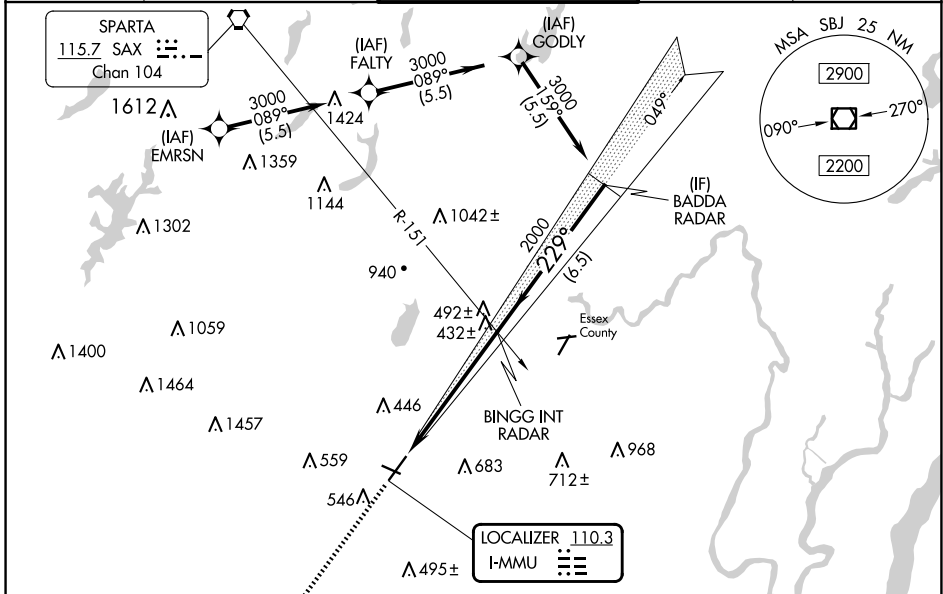 SPARTA
115.7 SAX
Chan 104
(IAF)
FALTY
(IAF)
GODLY
MSA SBJ 25 NM
2900
090°
270°
2200
1612
3000
089°
(5.5)
(IAF)
EMRSN
1424
3000
089°
(5.5)
3000
159°
(5.5)
049°
1359
1144
1302
1042±
R-151
(IF)
BADDA
RADAR
2000
229°
(6.5)
940
492±
432±
Essex
County
1059
1400
1464
1457
446
BINGG INT
RADAR
559
683
712±
968
546
LOCALIZER 110.3
I-MMU
495±